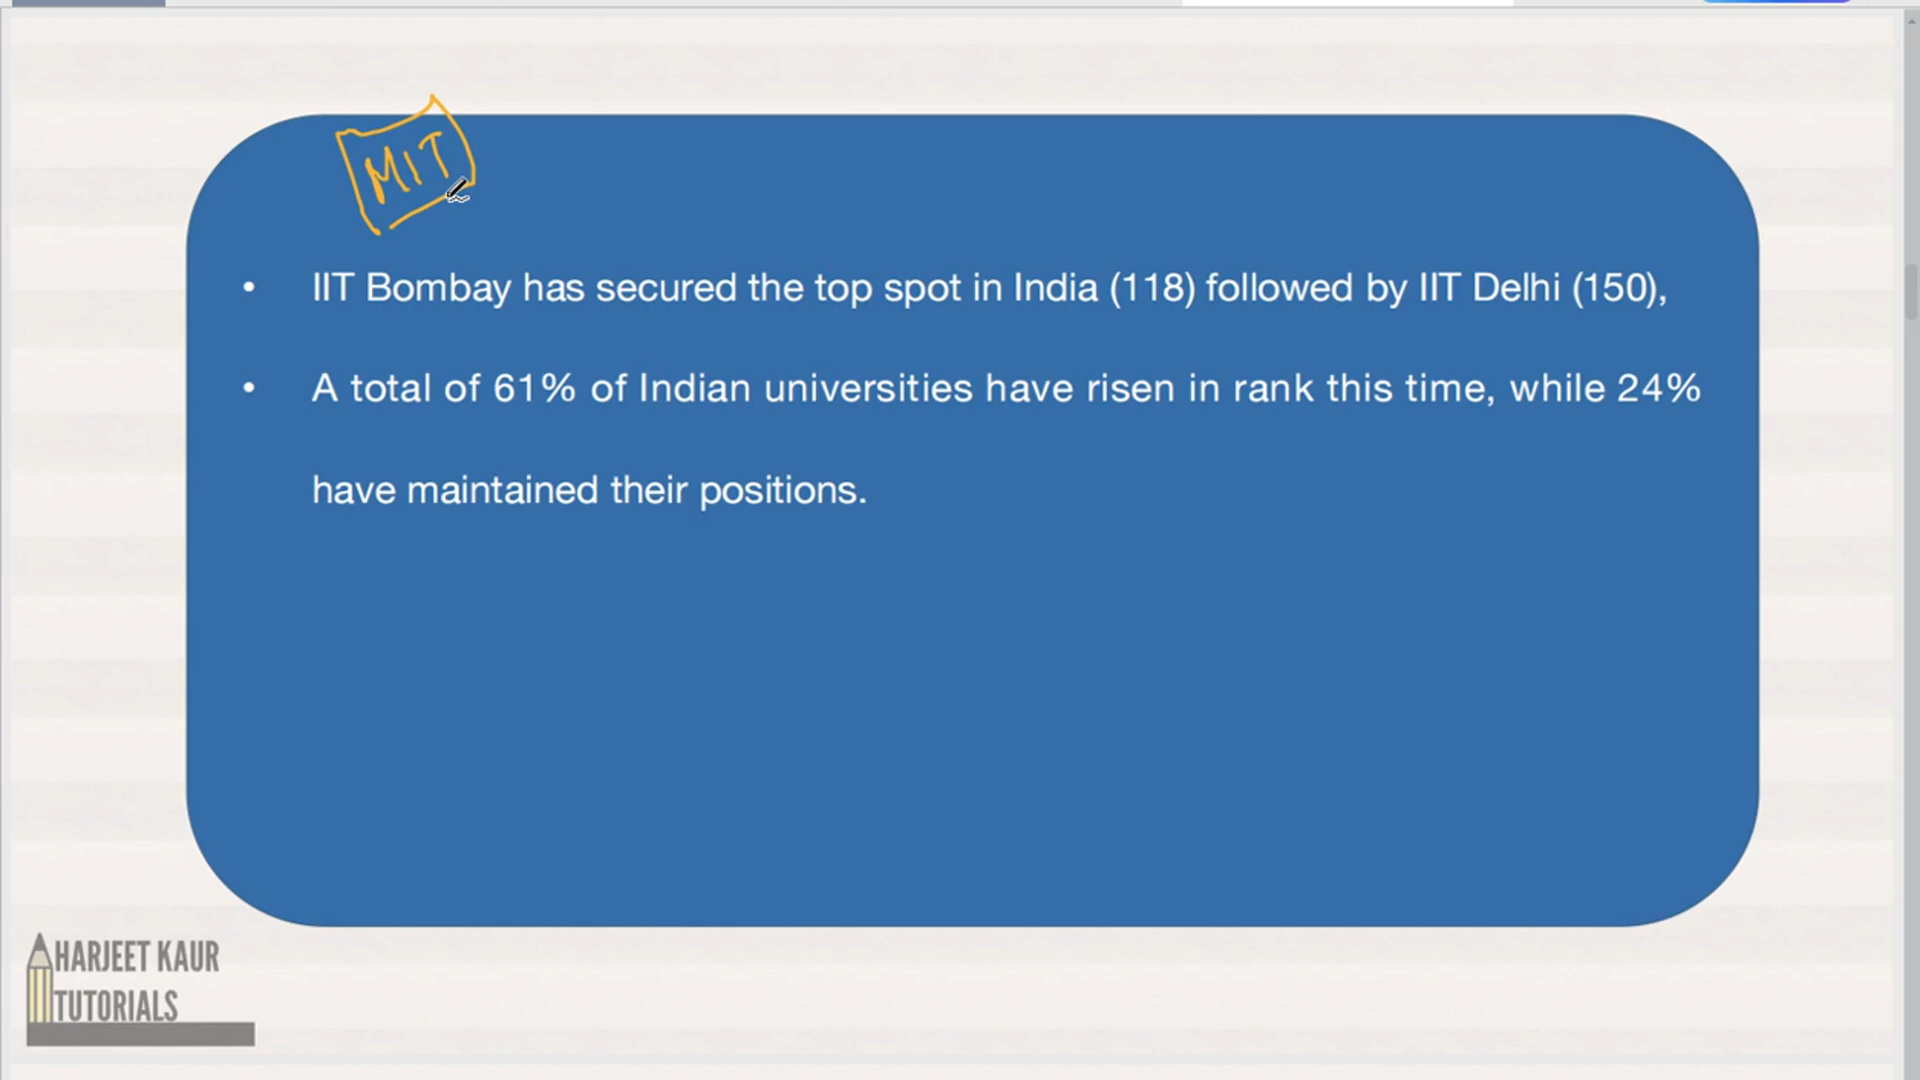 MIT
• IIT Bombay has secured the top spot in India (118) followed by IIT Delhi (150),
• A total of 61% of Indian universities have risen in rank this time, while 24%
have maintained their positions.
HARJEET KAUR
TUTORIALS